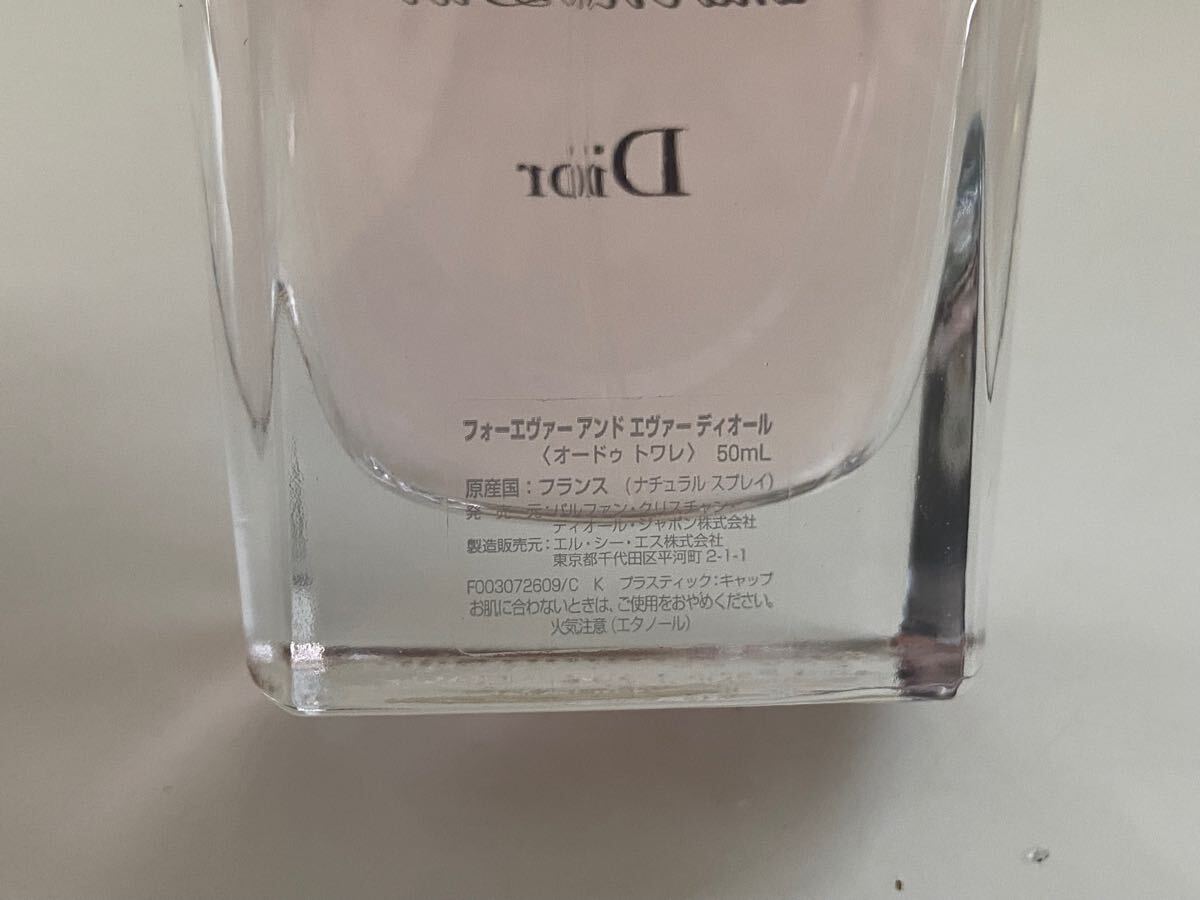 Dior
フォーエヴァー アンド エヴァー ディオール
〈オードゥ トワレ〉 50mL
原産国：フランス （ナチュラル スプレイ）
発 売 元：パルファン・クリスチャン・
ディオール・ジャポン株式会社
製造販売元：エル・シー・エス株式会社
東京都千代田区平河町 2-1-1
F003072609/C K プラスティック：キャップ
お肌に合わないときは、ご使用をおやめください。
火気注意（エタノール）